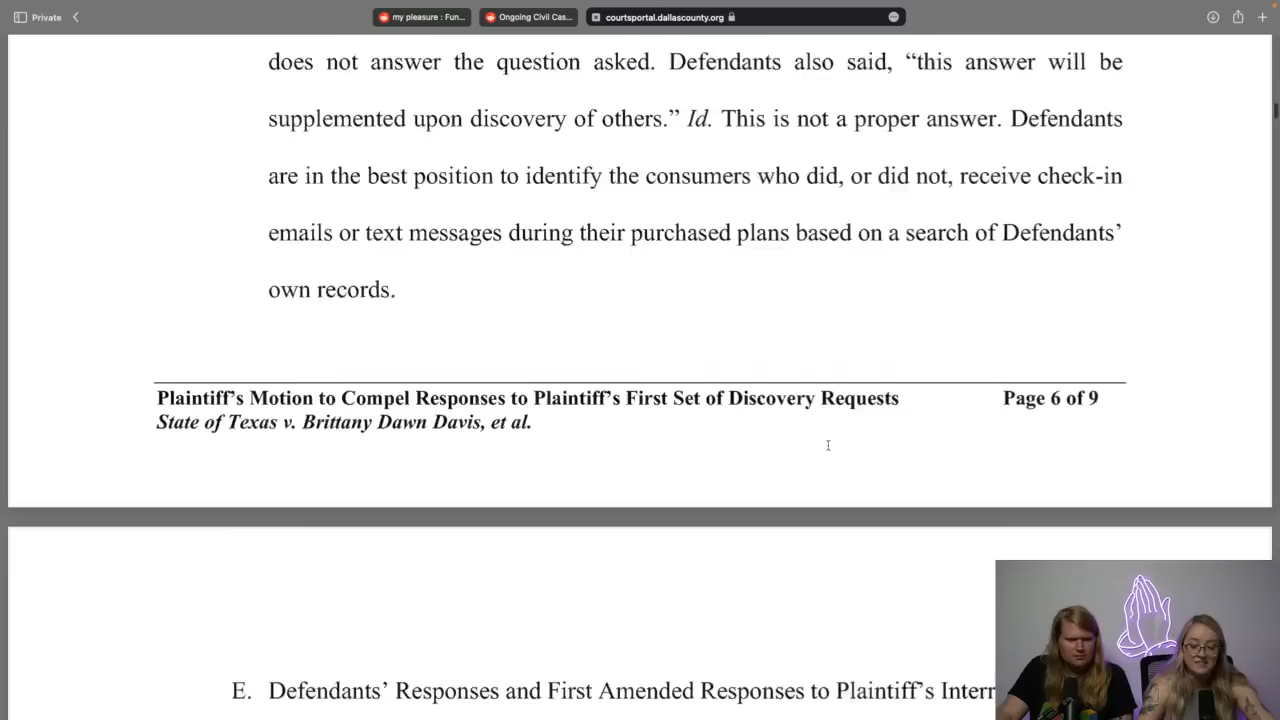 Private
my pleasure : Fun...
Ongoing Civil Cas...
courtsportal.dallascounty.org
does not answer the question asked. Defendants also said, “this answer will be
supplemented upon discovery of others.” Id. This is not a proper answer. Defendants
are in the best position to identify the consumers who did, or did not, receive check-in
emails or text messages during their purchased plans based on a search of Defendants’
own records.
Plaintiff’s Motion to Compel Responses to Plaintiff’s First Set of Discovery Requests
Page 6 of 9
State of Texas v. Brittany Dawn Davis, et al.
E. Defendants’ Responses and First Amended Responses to Plaintiff’s Interr